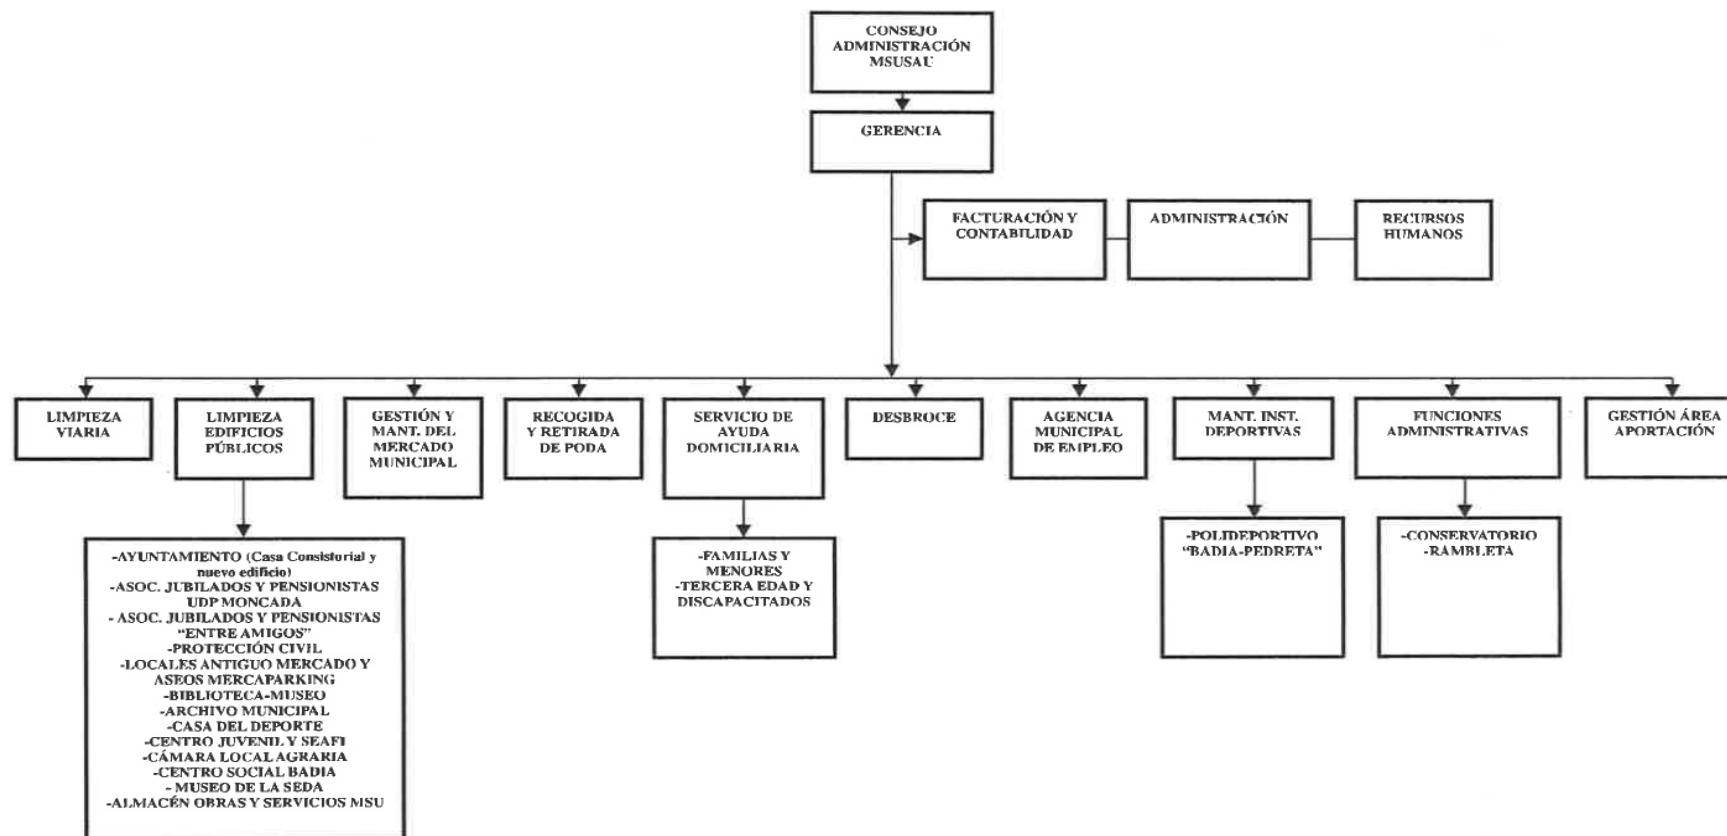 CONSEJO
ADMINISTRACIÓN
MSUSAU
GERENCIA
FACTURACIÓN Y
CONTABILIDAD
ADMINISTRACIÓN
RECURSOS
HUMANOS
LIMPIEZA
VIARIA
LIMPIEZA
EDIFICIOS
PÚBLICOS
GESTIÓN Y
MANT. DEL
MERCADO
MUNICIPAL
RECOGIDA
Y RETIRADA
DE PODA
SERVICIO DE
AYUDA
DOMICILIARIA
DESBROCE
AGENCIA
MUNICIPAL
DE EMPLEO
MANT. INST.
DEPORTIVAS
FUNCIONES
ADMINISTRATIVAS
GESTIÓN ÁREA
APORTACIÓN
-AYUNTAMIENTO (Casa Consistorial y
nuevo edificio)
-ASOC. JUBILADOS Y PENSIONISTAS
UDP MONCADA
- ASOC. JUBILADOS Y PENSIONISTAS
“ENTRE AMIGOS”
-PROTECCIÓN CIVIL
-LOCALES ANTIGUO MERCADO Y
ASEOS MERCAPARKING
-BIBLIOTECA-MUSEO
-ARCHIVO MUNICIPAL
-CASA DEL DEPORTE
-CENTRO JUVENIL Y SEAFI
-CÁMARA LOCAL AGRARIA
-CENTRO SOCIAL BADIA
- MUSEO DE LA SEDA
-ALMACÉN OBRAS Y SERVICIOS MSU
-FAMILIAS Y
MENORES
-TERCERA EDAD Y
DISCAPACITADOS
-POLIDEPORTIVO
“BADIA-PEDRETA”
-CONSERVATORIO
-RAMBLETA